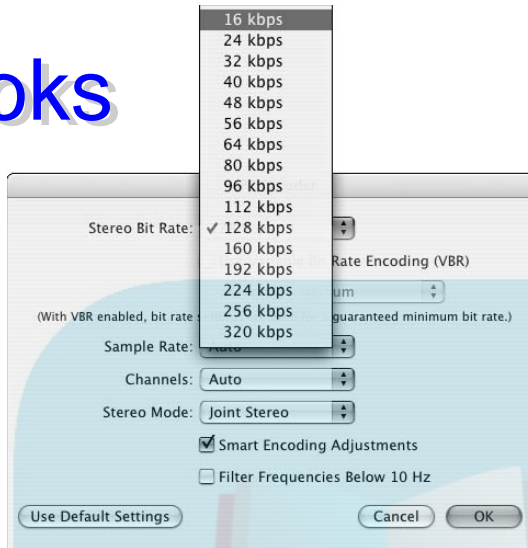 16 kbps
24 kbps
32 kbps
40 kbps
48 kbps
56 kbps
64 kbps
80 kbps
96 kbps
112 kbps
oks
Stereo Bit Rate: ✓ 128 kbps
160 kbps
Rate Encoding (VBR)
192 kbps
224 kbps
256 kbps
320 kbps
(With VBR enabled, bit rate guaranteed minimum bit rate.)
Sample Rate: Auto
Channels: Auto
Stereo Mode: Joint Stereo
Smart Encoding Adjustments
Filter Frequencies Below 10 Hz
Use Default Settings Cancel OK